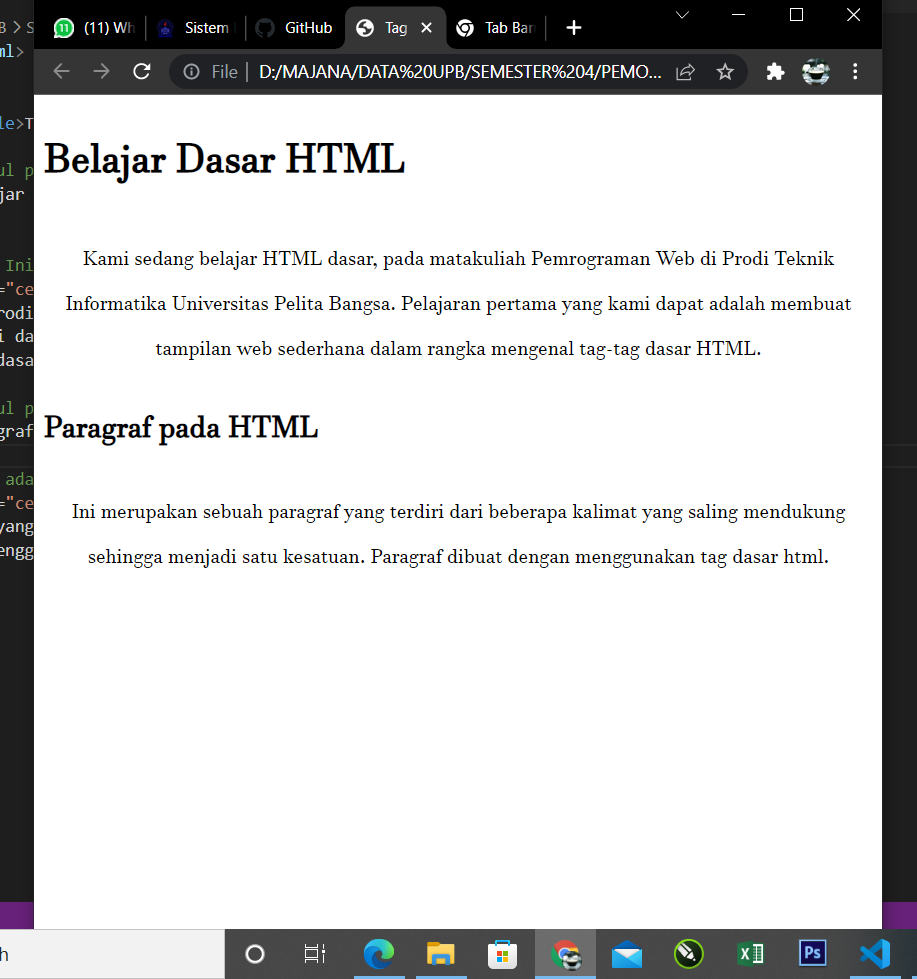 11 (11) Wh Sistem GitHub Tag Tab Bar
File D:/MAJANA/DATA%20UPB/SEMESTER%204/PEMO...
B > S
ml>
le>T
Belajar Dasar HTML
ul p
jar
Kami sedang belajar HTML dasar, pada matakuliah Pemrograman Web di Prodi Teknik
Ini
="ce
Informatika Universitas Pelita Bangsa. Pelajaran pertama yang kami dapat adalah membuat
rodi
i da
tampilan web sederhana dalam rangka mengenal tag-tag dasar HTML.
dasa
ul p
Paragraf pada HTML
graf
ada
="ce
Ini merupakan sebuah paragraf yang terdiri dari beberapa kalimat yang saling mendukung
yang
engg
sehingga menjadi satu kesatuan. Paragraf dibuat dengan menggunakan tag dasar html.
h
Ps